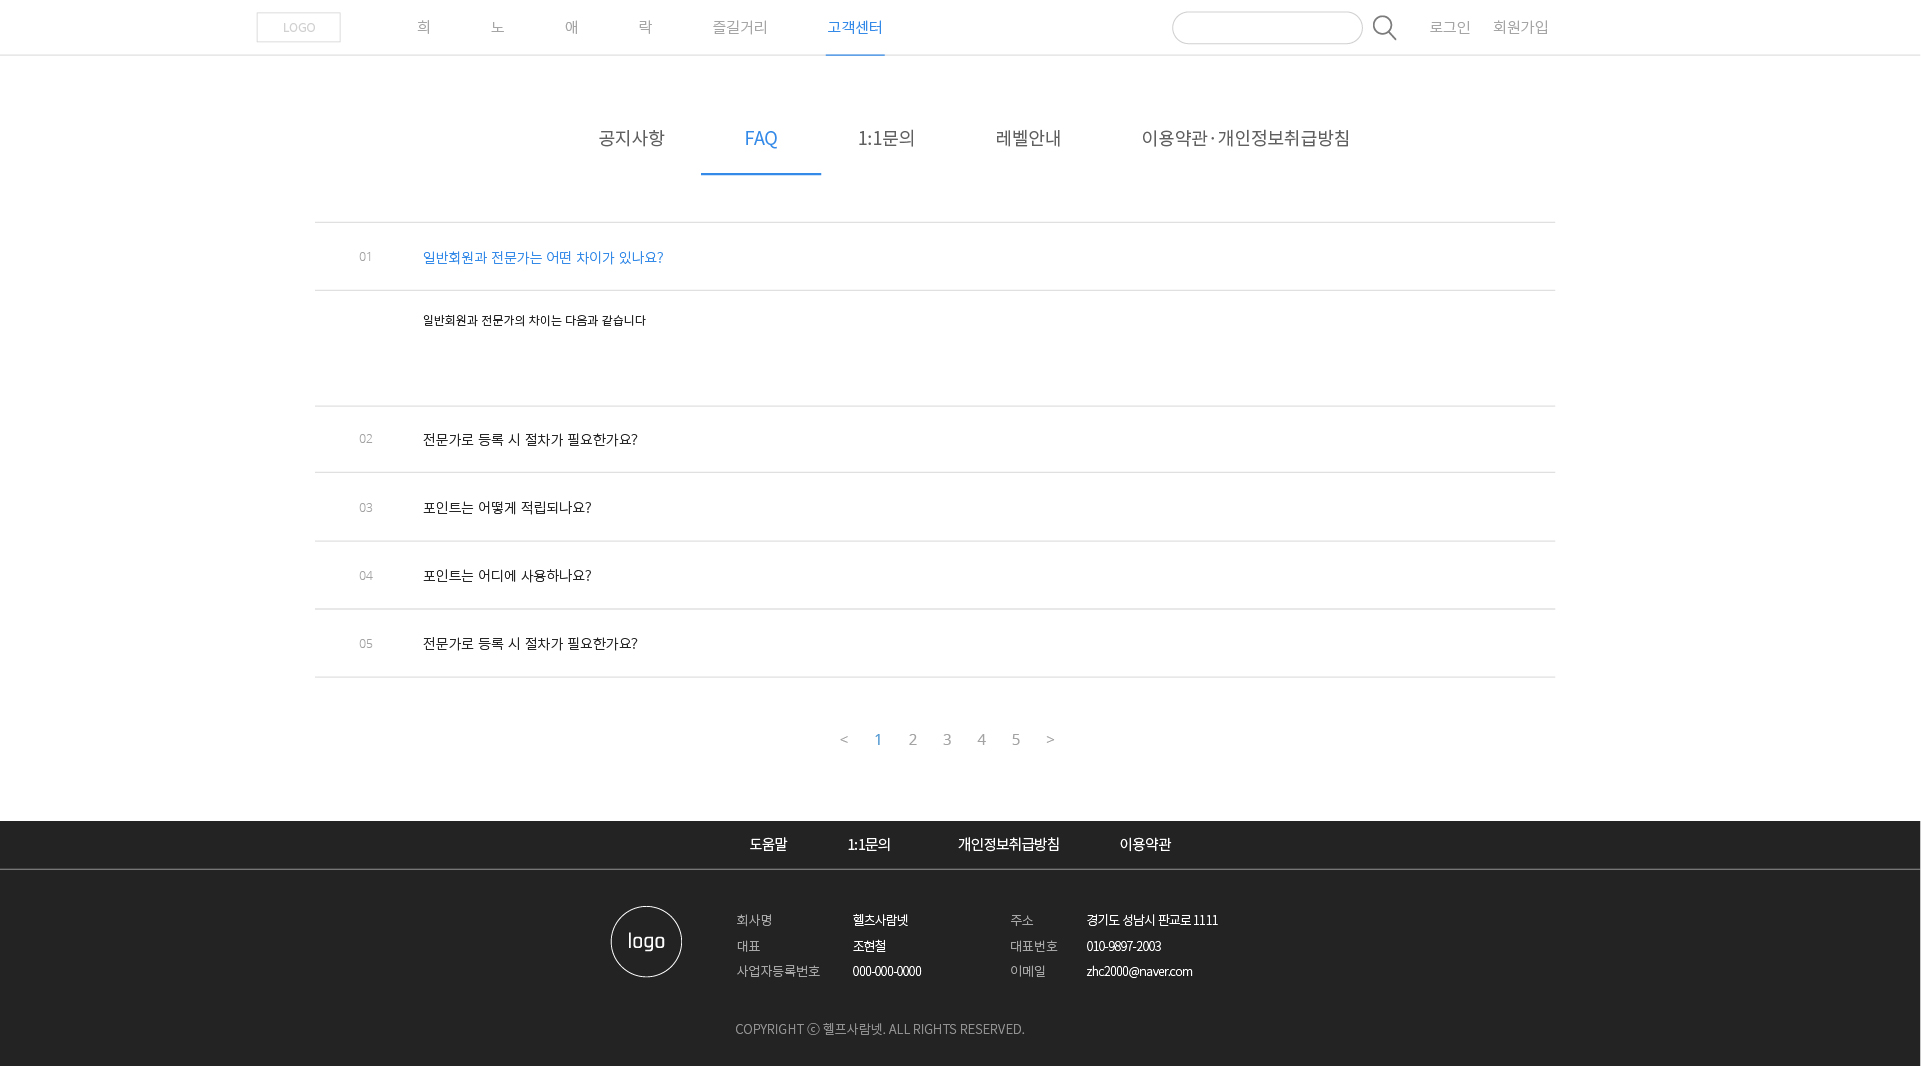 LOGO 희 노 애 락 즐길거리 고객센터 로그인 회원가입
공지사항 FAQ 1:1문의 레벨안내 이용약관·개인정보취급방침
01 일반회원과 전문가는 어떤 차이가 있나요?
일반회원과 전문가의 차이는 다음과 같습니다
02 전문가로 등록 시 절차가 필요한가요?
03 포인트는 어떻게 적립되나요?
04 포인트는 어디에 사용하나요?
05 전문가로 등록 시 절차가 필요한가요?
< 1 2 3 4 5 >
도움말 1:1문의 개인정보취급방침 이용약관
logo
회사명 헬츠사람넷 주소 경기도 성남시 판교로 1111
대표 조현철 대표번호 010-9897-2003
사업자등록번호 000-000-0000 이메일 zhc2000@naver.com
COPYRIGHT ⓒ 헬프사람넷. ALL RIGHTS RESERVED.